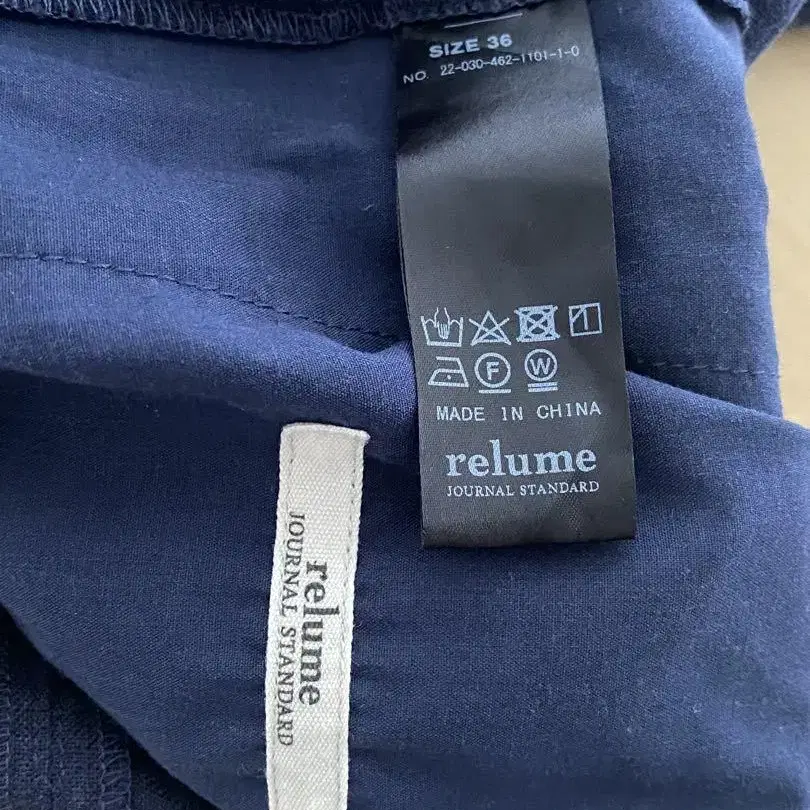 SIZE 36
NO. 22-030-462-1101-1-0
F
W
MADE IN CHINA
relume
JOURNAL STANDARD
relume
JOURNAL STANDARD